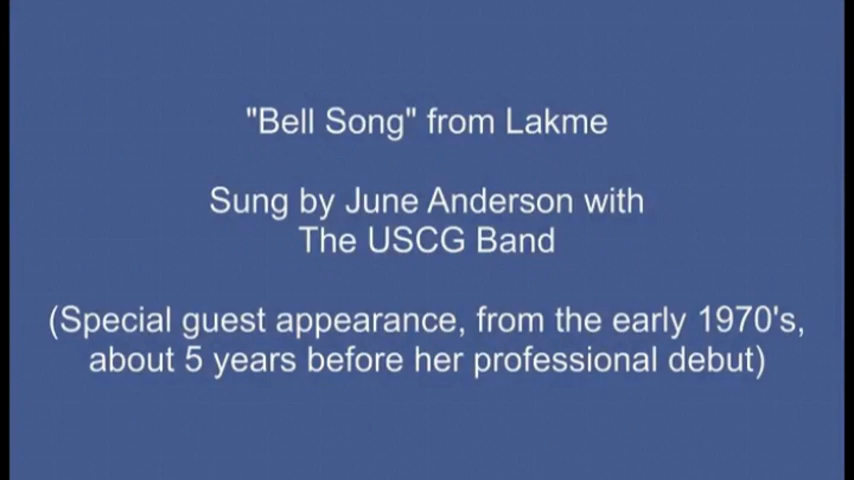 "Bell Song" from Lakme
Sung by June Anderson with
The USCG Band
(Special guest appearance, from the early 1970's,
about 5 years before her professional debut)